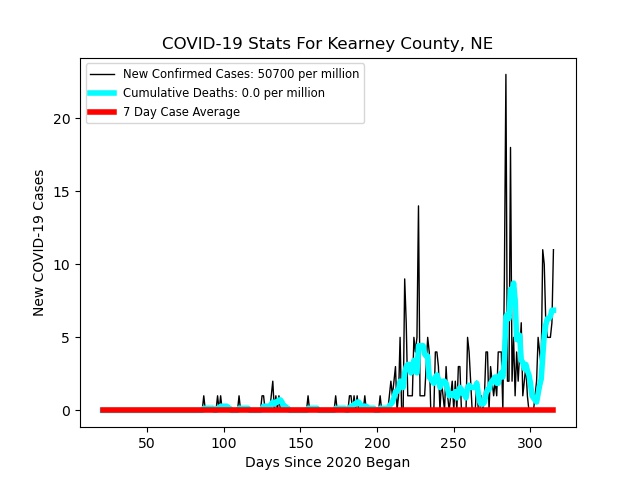 COVID-19 Stats For Kearney County, NE
New Confirmed Cases: 50700 per million
Cumulative Deaths: 0.0 per million
7 Day Case Average
New COVID-19 Cases
20
15
10
5
0
50 100 150 200 250 300
Days Since 2020 Began